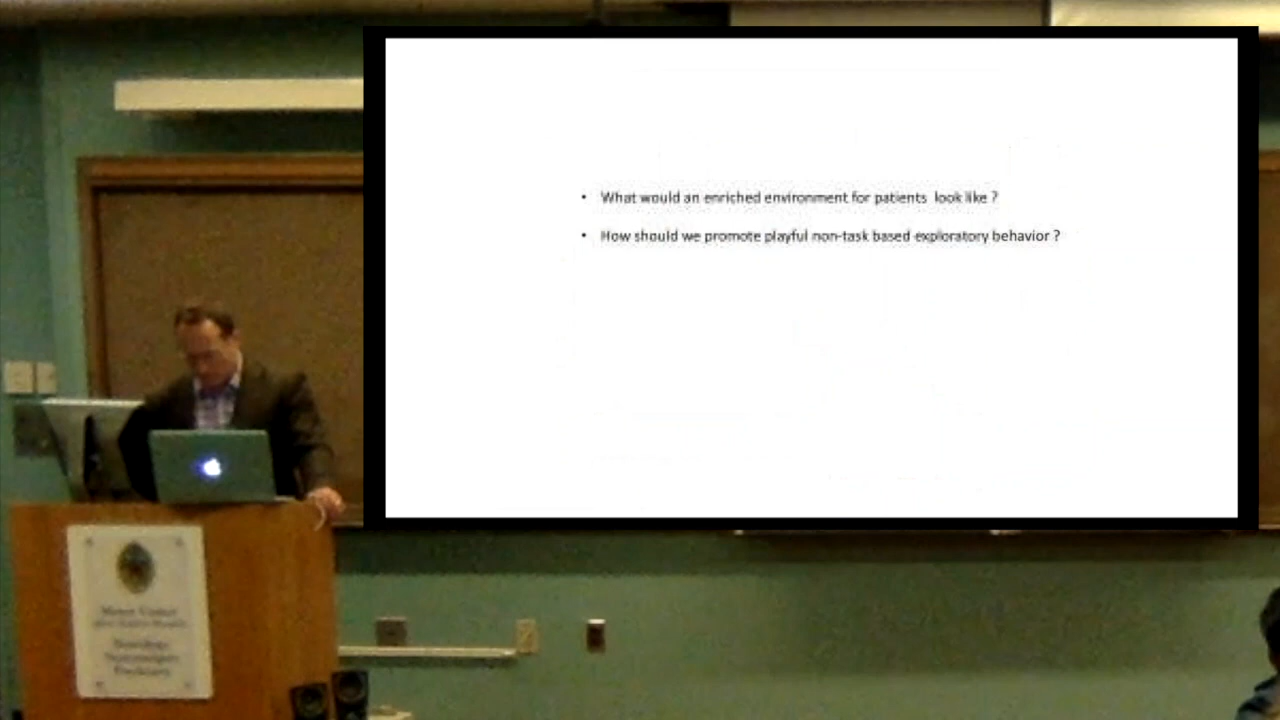 • What would an enriched environment for patients look like ?
• How should we promote playful non-task based exploratory behavior ?